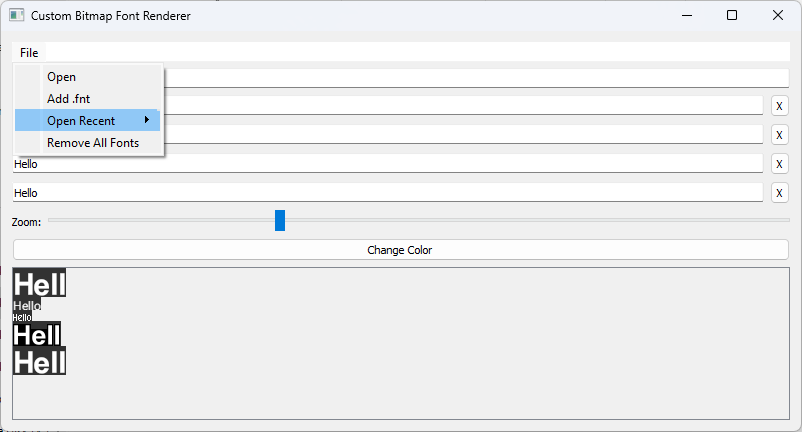 Custom Bitmap Font Renderer
File
Open
Add .fnt
Open Recent
X
Remove All Fonts
X
Hello X
Hello X
Zoom:
Change Color
Hell
Hello
Hello
Hell
Hell